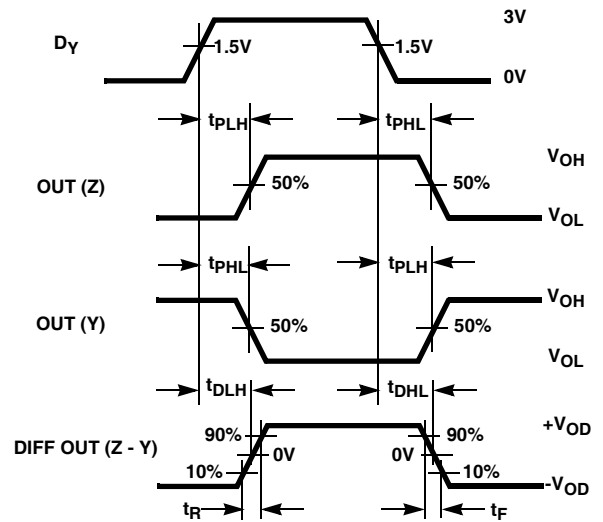 3V
DY
1.5V
1.5V
0V
tPLH
tPHL
VOH
OUT (Z)
50%
50%
VOL
tPHL
tPLH
VOH
OUT (Y)
50%
50%
VOL
tDLH
tDHL
+VOD
90%
90%
DIFF OUT (Z - Y)
0V
0V
10%
10%
-VOD
tR
tF